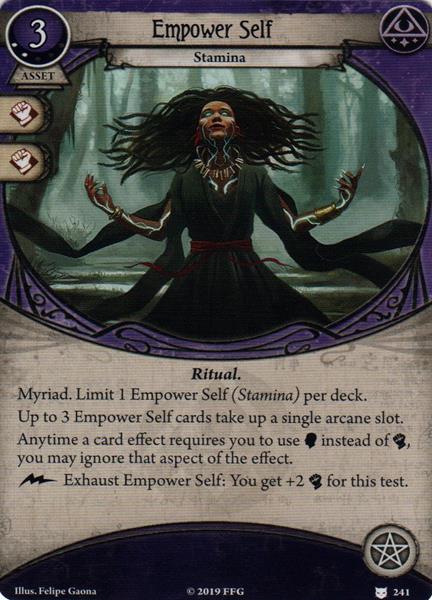 3
Empower Self
ASSET
Stamina
Ritual.
Myriad. Limit 1 Empower Self (Stamina) per deck.
Up to 3 Empower Self cards take up a single arcane slot.
Anytime a card effect requires you to use instead of ,
you may ignore that aspect of the effect.
Exhaust Empower Self: You get +2 for this test.
Illus. Felipe Gaona
© 2019 FFG
241